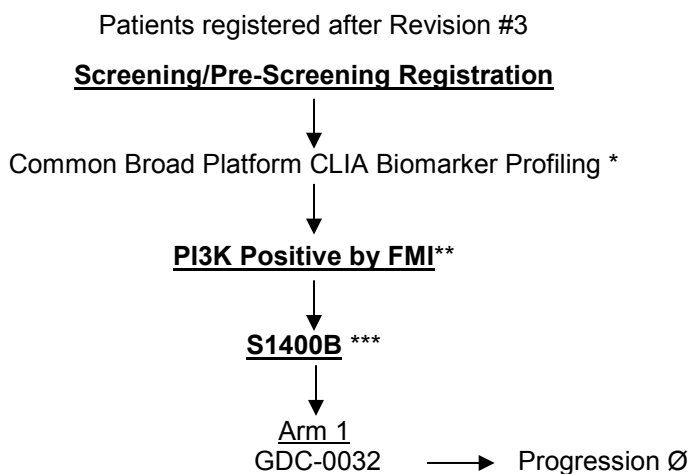 Patients registered after Revision #3
Screening/Pre-Screening Registration
Common Broad Platform CLIA Biomarker Profiling *
PI3K Positive by FMI**
S1400B ***
Arm 1
GDC-0032 Progression Ø